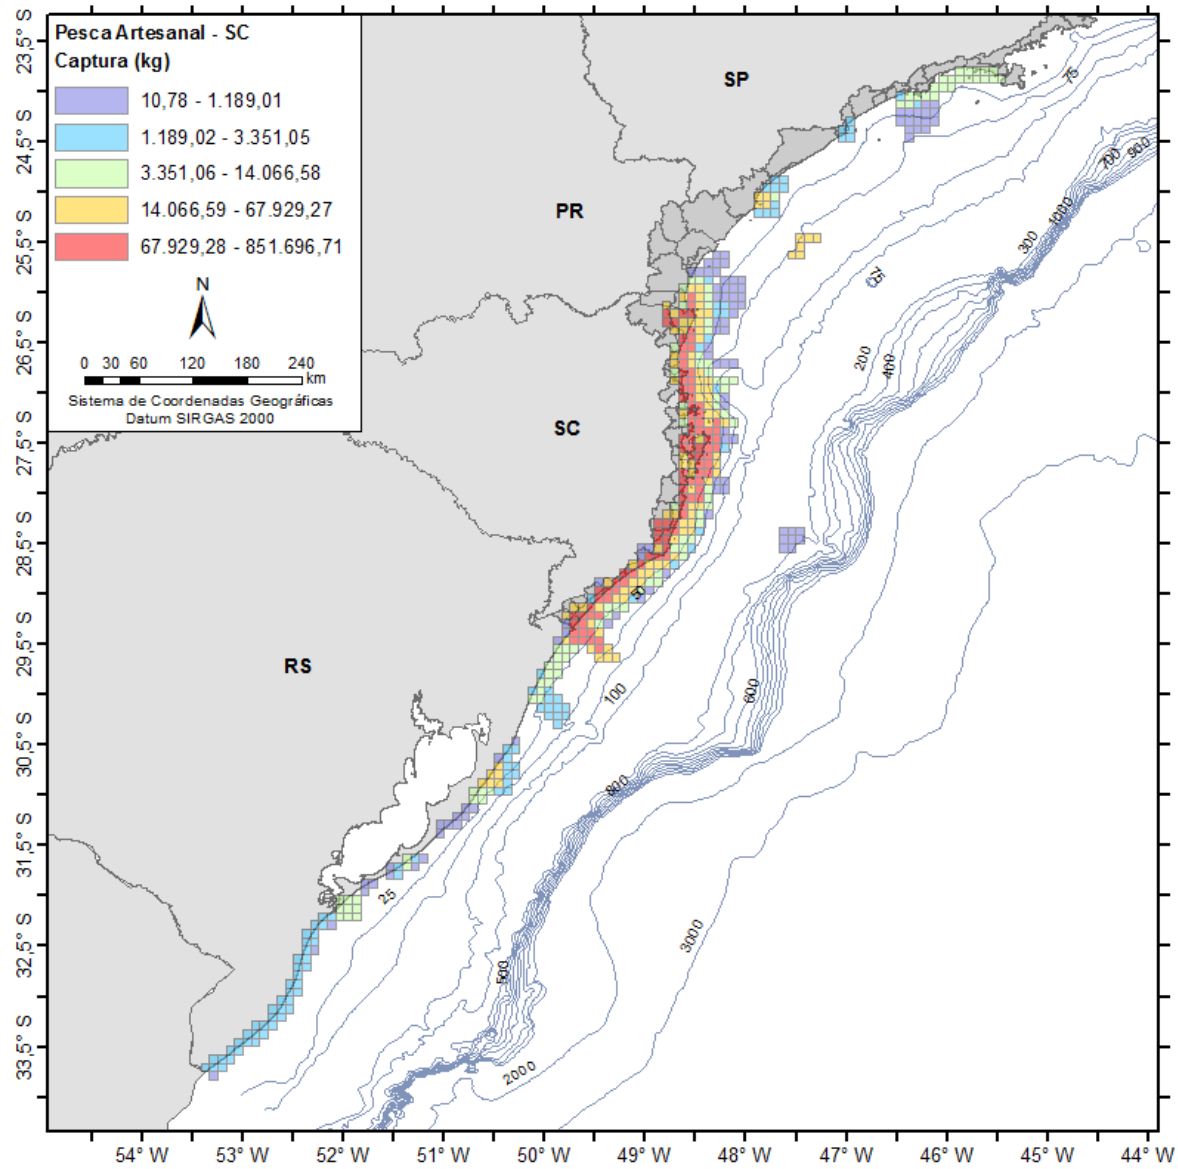 Pesca Artesanal - SC
Captura (kg)
10,78 - 1.189,01
1.189,02 - 3.351,05
3.351,06 - 14.066,58
14.066,59 - 67.929,27
67.929,28 - 851.696,71
N
0 30 60 120 180 240
km
Sistema de Coordenadas Geográficas
Datum SIRGAS 2000
SP
PR
SC
RS
75
700
900
1000
300
75
200
400
50
100
600
800
25
3000
500
2000
23,5° S
24,5° S
25,5° S
26,5° S
27,5° S
28,5° S
29,5° S
30,5° S
31,5° S
32,5° S
33,5° S
54° W
53° W
52° W
51° W
50° W
49° W
48° W
47° W
46° W
45° W
44° W